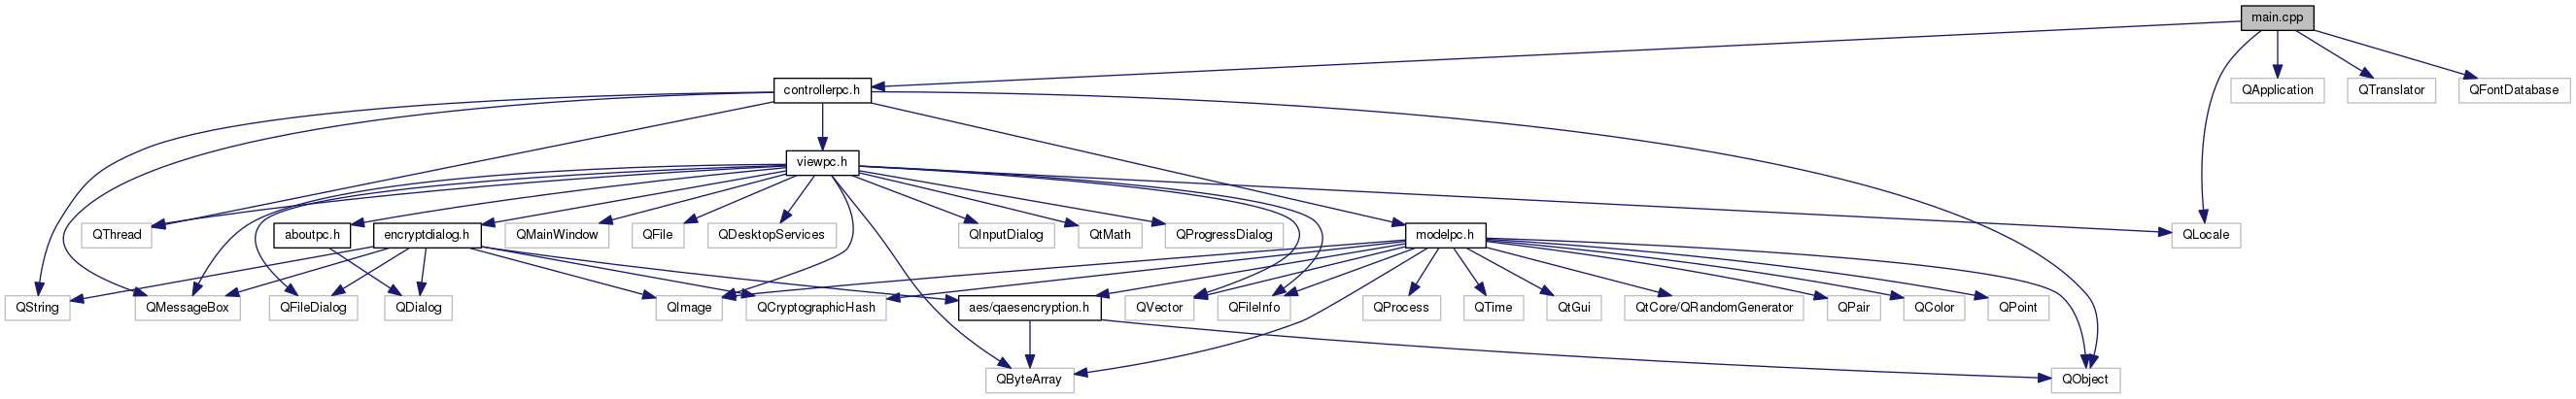 main.cpp
controllerpc.h
QApplication
QTranslator
QFontDatabase
viewpc.h
QThread
aboutpc.h
encryptdialog.h
QMainWindow
QFile
QDesktopServices
QInputDialog
QtMath
QProgressDialog
modelpc.h
QLocale
QString
QMessageBox
QFileDialog
QDialog
QImage
QCryptographicHash
aes/qaesencryption.h
QVector
QFileInfo
QProcess
QTime
QtGui
QtCore/QRandomGenerator
QPair
QColor
QPoint
QByteArray
QObject